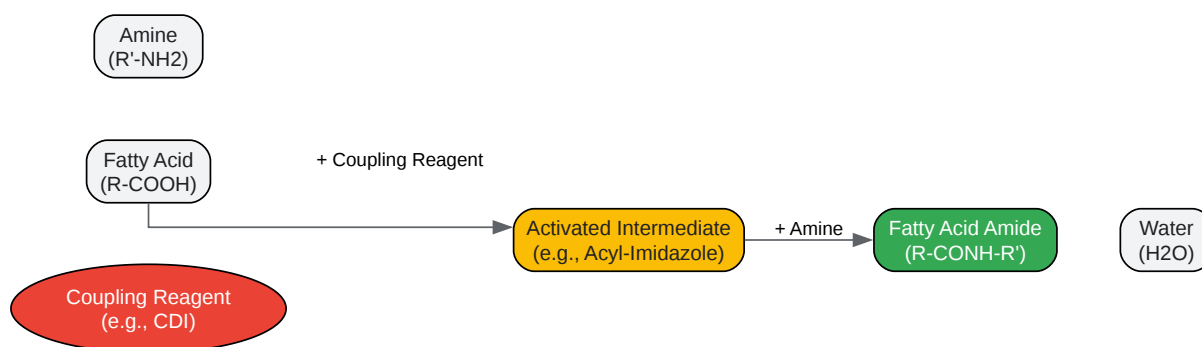 Amine
(R'-NH2)
Fatty Acid
(R-COOH)
+ Coupling Reagent
Activated Intermediate
(e.g., Acyl-Imidazole)
+ Amine
Fatty Acid Amide
(R-CONH-R')
Water
(H2O)
Coupling Reagent
(e.g., CDI)